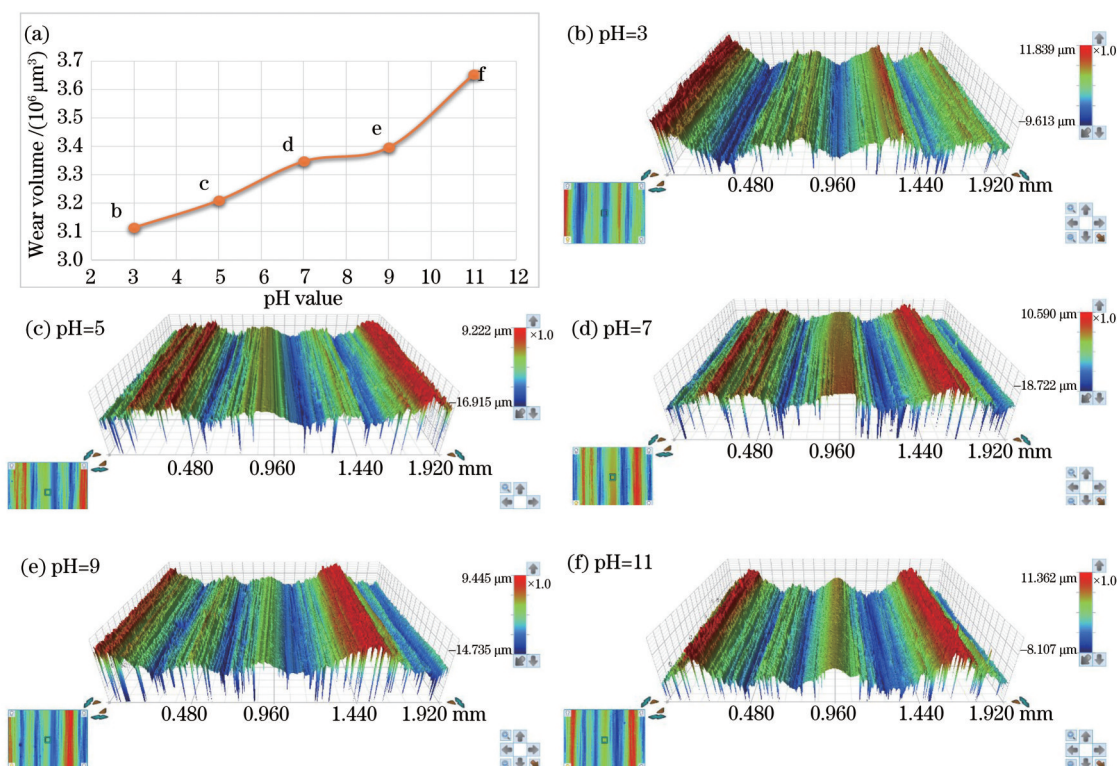 (a)
Wear volume /(10⁶ μm³)
3.7
3.6
3.5
3.4
3.3
3.2
3.1
3.0
b
c
d
e
f
2 3 4 5 6 7 8 9 10 11 12
pH value
(b) pH=3
11.839 μm
×1.0
−9.613 μm
0.480 0.960 1.440 1.920 mm
(c) pH=5
9.222 μm
×1.0
−16.915 μm
0.480 0.960 1.440 1.920 mm
(d) pH=7
10.590 μm
×1.0
−18.722 μm
0.480 0.960 1.440 1.920 mm
(e) pH=9
9.445 μm
×1.0
−14.735 μm
0.480 0.960 1.440 1.920 mm
(f) pH=11
11.362 μm
×1.0
−8.107 μm
0.480 0.960 1.440 1.920 mm